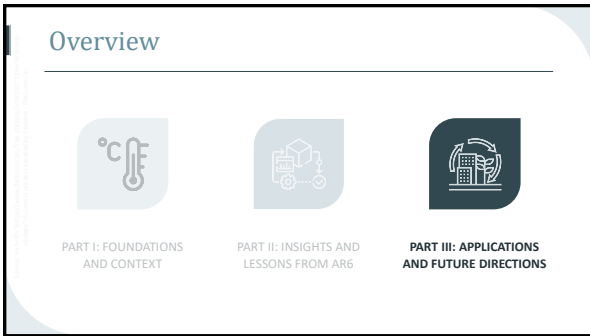 Overview
°C F
PART I: FOUNDATIONS
AND CONTEXT
PART II: INSIGHTS AND
LESSONS FROM AR6
PART III: APPLICATIONS
AND FUTURE DIRECTIONS